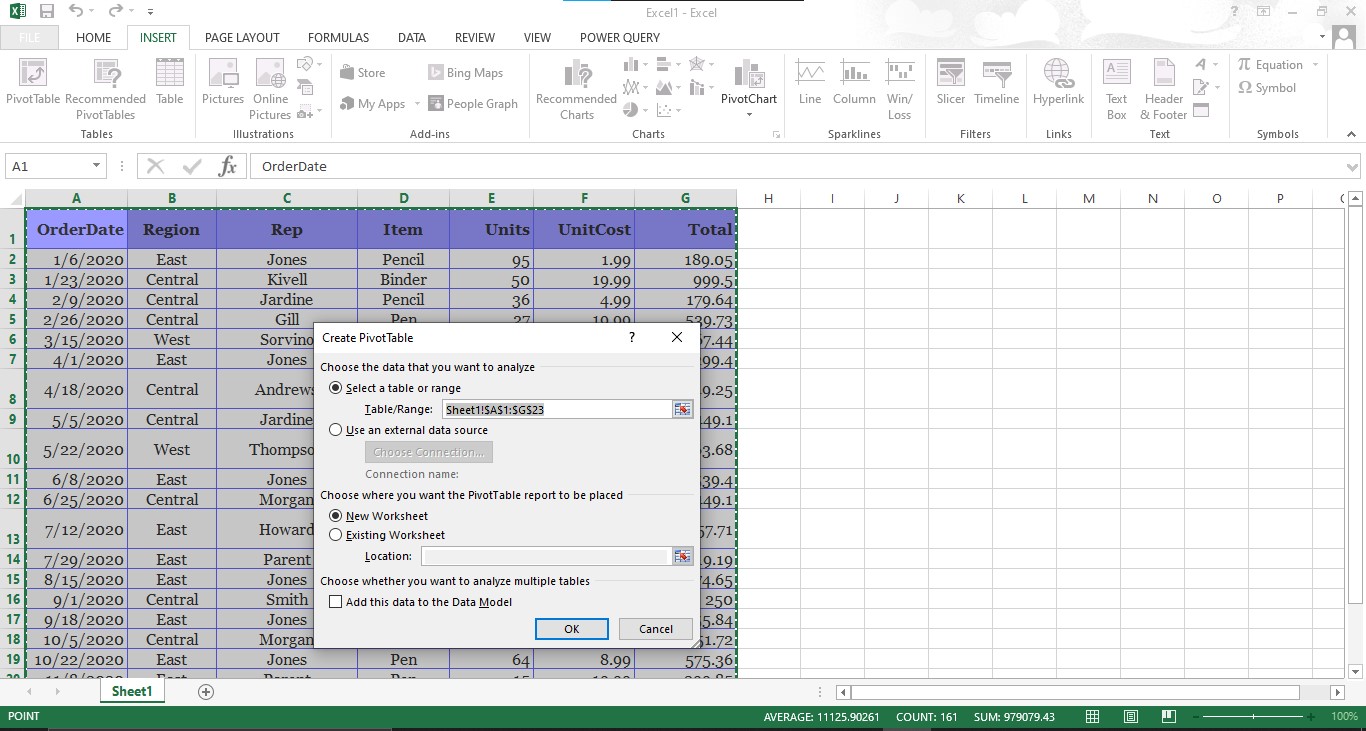 Excel1 - Excel
FILE HOME INSERT PAGE LAYOUT FORMULAS DATA REVIEW VIEW POWER QUERY
PivotTable Recommended PivotTables Table
Pictures Online Pictures
Store
My Apps
Bing Maps
People Graph
Recommended Charts
PivotChart
Line Column Win/ Loss
Slicer Timeline
Hyperlink
Text Box Header & Footer
Equation
Symbol
Tables Illustrations Add-ins Charts Sparklines Filters Links Text Symbols
A1 fx OrderDate
A B C D E F G H I J K L M N O P
1 OrderDate Region Rep Item Units UnitCost Total
2 1/6/2020 East Jones Pencil 95 1.99 189.05
3 1/23/2020 Central Kivell Binder 50 19.99 999.5
4 2/9/2020 Central Jardine Pencil 36 4.99 179.64
5 2/26/2020 Central Gill Pen 27 19.99 539.73
6 3/15/2020 West Sorvino 7.44
7 4/1/2020 East Jones 99.4
8 4/18/2020 Central Andrews 9.25
9 5/5/2020 Central Jardine 49.1
10 5/22/2020 West Thompso 3.68
11 6/8/2020 East Jones 39.4
12 6/25/2020 Central Morgan 49.1
13 7/12/2020 East Howard 57.71
14 7/29/2020 East Parent 9.19
15 8/15/2020 East Jones 74.65
16 9/1/2020 Central Smith 250
17 9/18/2020 East Jones 5.84
18 10/5/2020 Central Morgan 51.72
19 10/22/2020 East Jones Pen 64 8.99 575.36
Create PivotTable ?
Choose the data that you want to analyze
Select a table or range
Table/Range: Sheet1!$A$1:$G$23
Use an external data source
Choose Connection...
Connection name:
Choose where you want the PivotTable report to be placed
New Worksheet
Existing Worksheet
Location:
Choose whether you want to analyze multiple tables
Add this data to the Data Model
OK Cancel
Sheet1
POINT AVERAGE: 11125.90261 COUNT: 161 SUM: 979079.43 100%